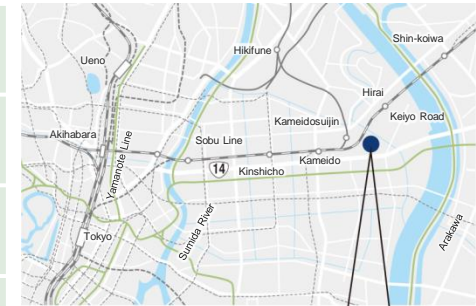 Shin-koiwa
Hikifune
Ueno
Hirai
Kameidosuijin
Keiyo Road
Akihabara
Sobu Line
Kameido
14
Kinshicho
Yamanote Line
Sumida River
Tokyo
Arakawa